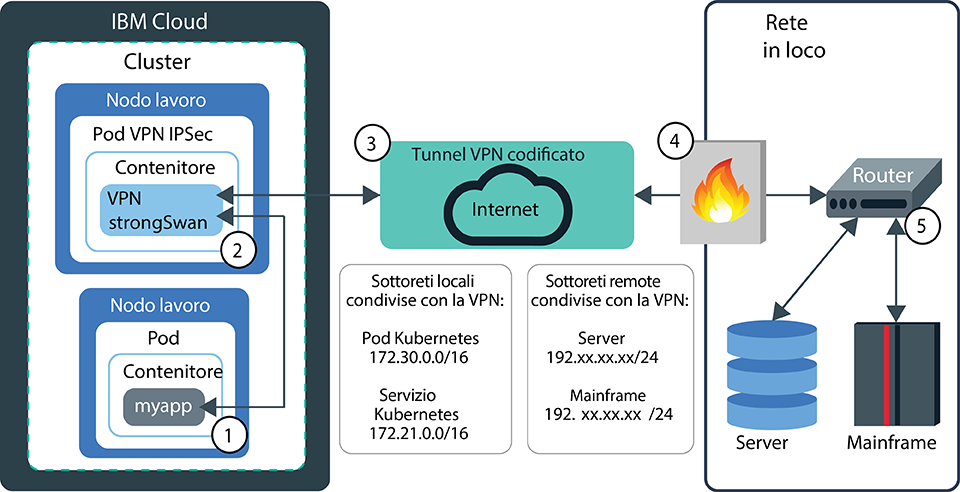 IBM Cloud
Cluster
Nodo lavoro
Pod VPN IPSec
Contenitore
VPN
strongSwan
2
Nodo lavoro
Pod
Contenitore
myapp
1
3
Tunnel VPN codificato
Internet
Sottoreti locali
condivise con la VPN:
Pod Kubernetes
172.30.0.0/16
Servizio
Kubernetes
172.21.0.0/16
Sottoreti remote
condivise con la VPN:
Server
192.xx.xx.xx/24
Mainframe
192. xx.xx.xx /24
4
Rete
in loco
Router
5
Server
Mainframe